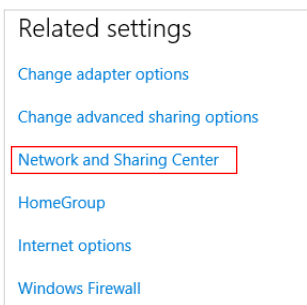 Related settings
Change adapter options
Change advanced sharing options
Network and Sharing Center
HomeGroup
Internet options
Windows Firewall